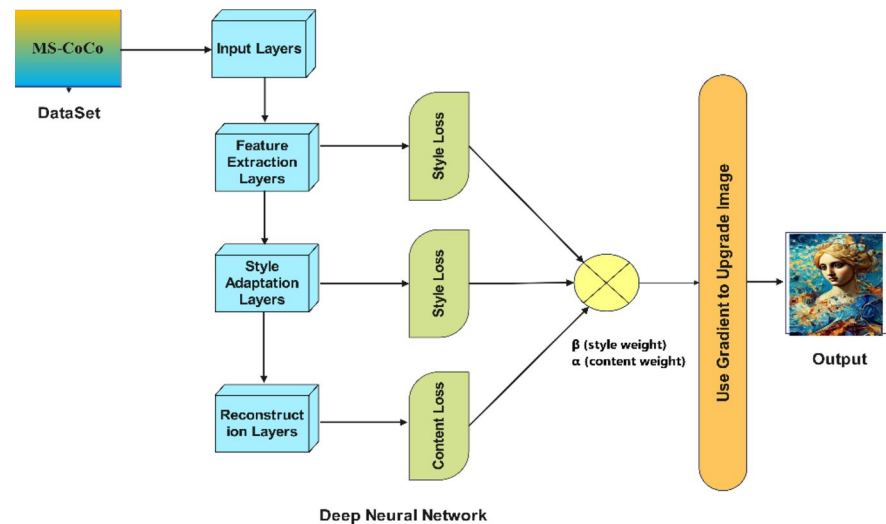 MS-CoCo
DataSet
Input Layers
Feature
Extraction
Layers
Style Loss
Style
Adaptation
Layers
Style Loss
Reconstruct
ion Layers
Content Loss
β (style weight)
α (content weight)
Use Gradient to Upgrade Image
Output
Deep Neural Network